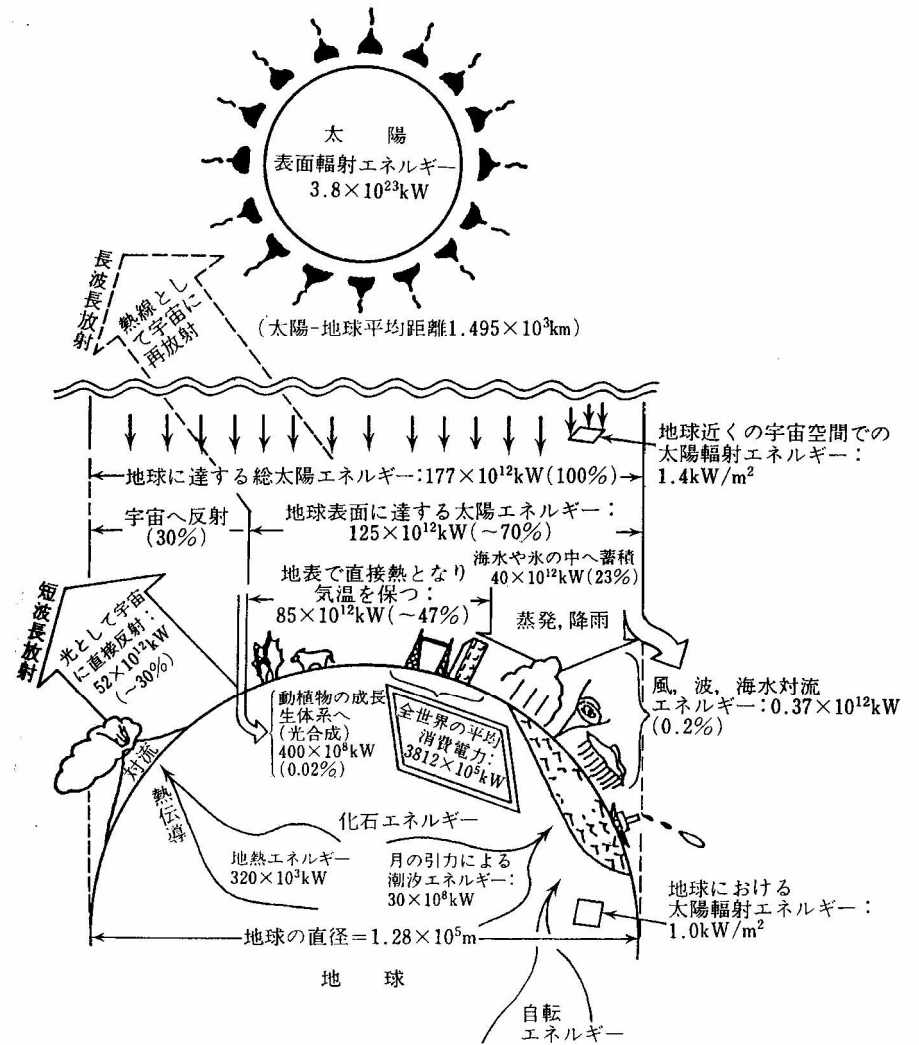 太　陽
表面輻射エネルギー
3.8×10²³kW
長波長放射
熱線とし
て宇宙に
再放射
(太陽-地球平均距離1.495×10³km)
地球近くの宇宙空間での
太陽輻射エネルギー：
1.4kW/m²
地球に達する総太陽エネルギー：177×10¹²kW(100%)
宇宙へ反射
(30%)
地球表面に達する太陽エネルギー：
125×10¹²kW(~70%)
海水や氷の中へ蓄積
40×10¹²kW(23%)
地表で直接熱となり
気温を保つ：
85×10¹²kW(~47%)
蒸発，降雨
短波長放射
光として宇宙
に直接反射：
52×10¹²kW
(~30%)
風，波，海水対流
エネルギー：0.37×10¹²kW
(0.2%)
動植物の成長
生体系へ
(光合成)
400×10⁸kW
(0.02%)
全世界の平均
消費電力：
3812×10⁵kW
対流
熱伝導
化石エネルギー
地熱エネルギー
320×10³kW
月の引力による
潮汐エネルギー：
30×10⁸kW
地球における
太陽輻射エネルギー：
1.0kW/m²
地球の直径＝1.28×10⁵m
地　球
自転
エネルギー